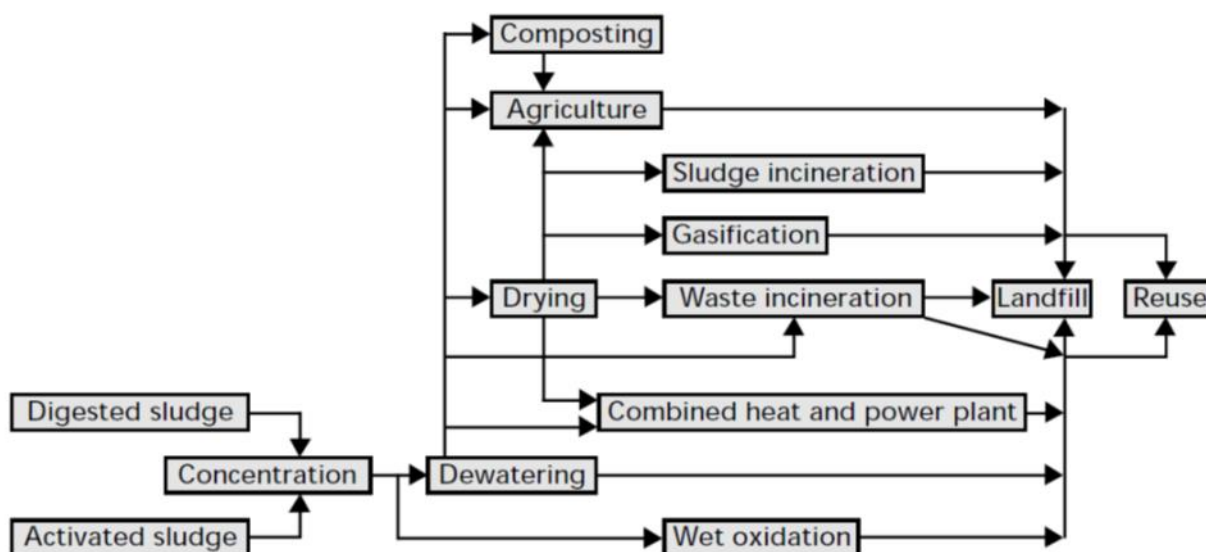 Composting
Agriculture
Sludge incineration
Gasification
Drying
Waste incineration
Landfill
Reuse
Digested sludge
Combined heat and power plant
Concentration
Dewatering
Activated sludge
Wet oxidation